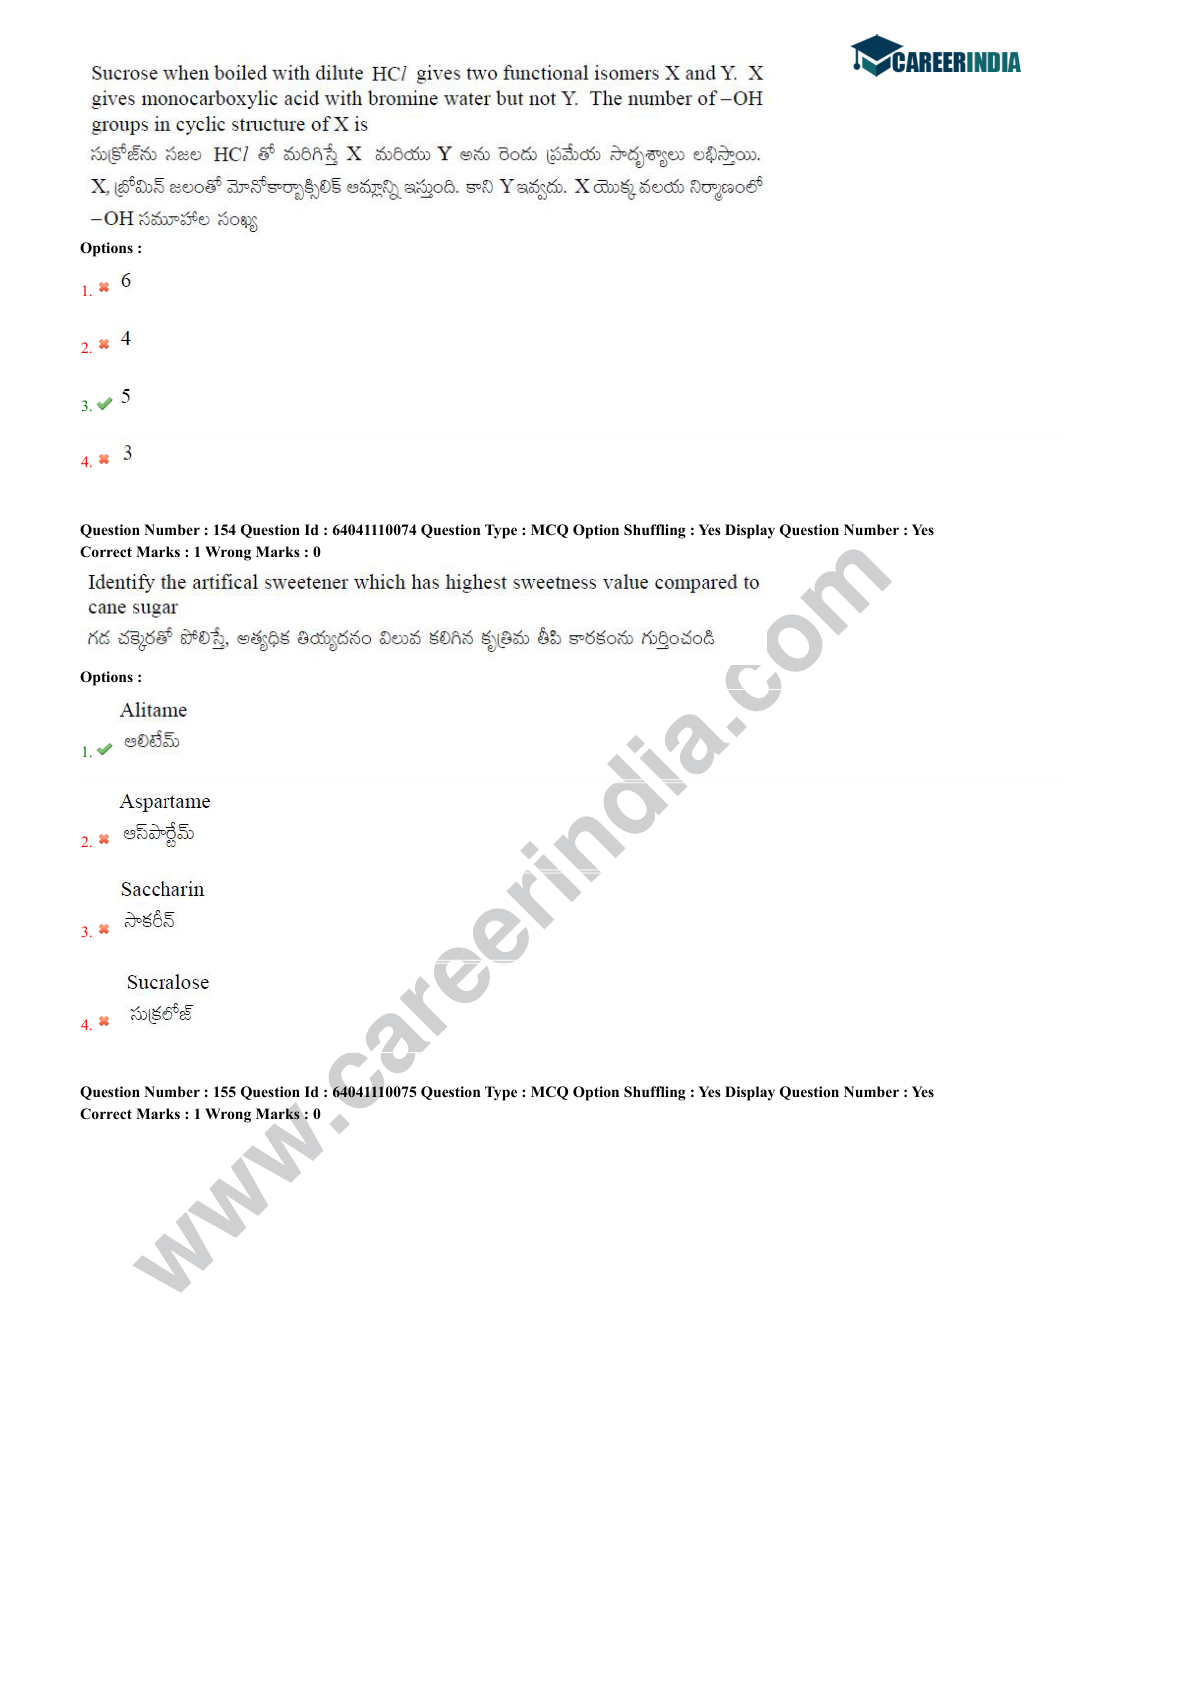 CAREERINDIA
Sucrose when boiled with dilute HCl gives two functional isomers X and Y. X
gives monocarboxylic acid with bromine water but not Y. The number of –OH
groups in cyclic structure of X is
సుక్రోజ్‌ను సజల HCl తో మరిగిస్తే X మరియు Y అను రెండు ప్రమేయ సాదృశ్యాలు లభిస్తాయి.
X, బ్రోమిన్ జలంతో మోనోకార్బాక్సిలిక్ ఆమ్లాన్ని ఇస్తుంది. కాని Y ఇవ్వదు. X యొక్క వలయ నిర్మాణంలో
–OH సమూహాల సంఖ్య
Options :
1. 6
2. 4
3. 5
4. 3
Question Number : 154 Question Id : 64041110074 Question Type : MCQ Option Shuffling : Yes Display Question Number : Yes
Correct Marks : 1 Wrong Marks : 0
Identify the artifical sweetener which has highest sweetness value compared to
cane sugar
గడ చక్కెరతో పోలిస్తే, అత్యధిక తియ్యదనం విలువ కలిగిన కృత్రిమ తీపి కారకంను గుర్తించండి
Options :
Alitame
1. ఆలిటేమ్
Aspartame
2. ఆస్‌పార్టేమ్
Saccharin
3. సాకరీన్
Sucralose
4. సుక్రలోజ్
Question Number : 155 Question Id : 64041110075 Question Type : MCQ Option Shuffling : Yes Display Question Number : Yes
Correct Marks : 1 Wrong Marks : 0
www.careerindia.com